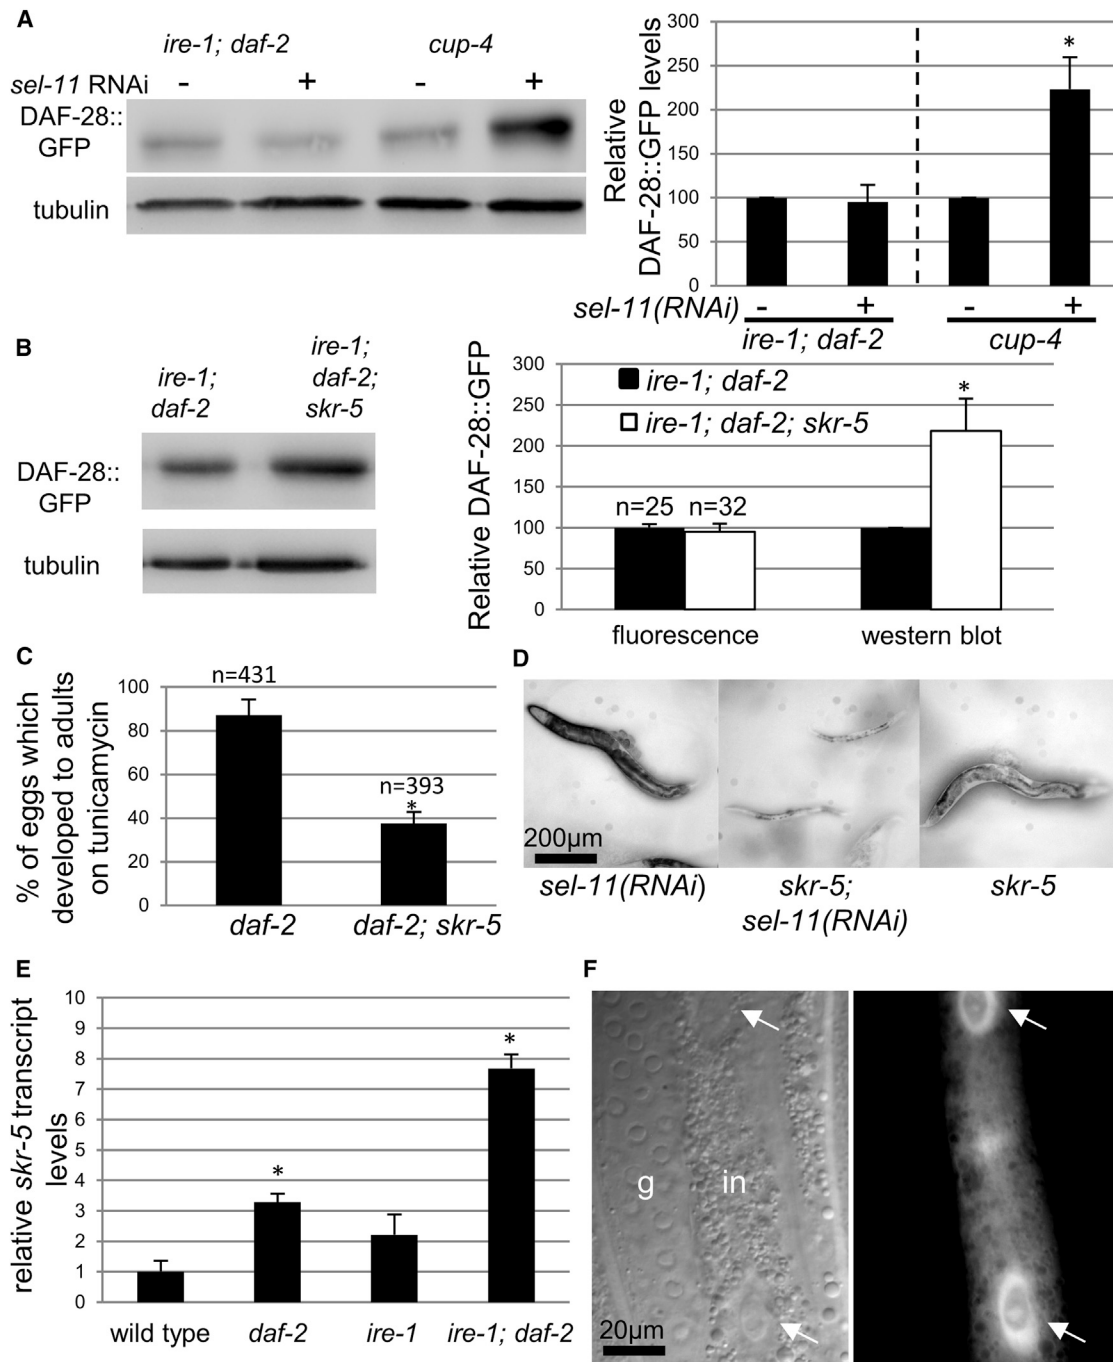 A
ire-1; daf-2
cup-4
sel-11 RNAi - + - +
DAF-28::
GFP
tubulin
Relative
DAF-28::GFP levels
300
250
200
150
100
50
0
*
sel-11(RNAi) - + - +
ire-1; daf-2
cup-4
B
ire-1;
daf-2
ire-1;
daf-2;
skr-5
DAF-28::
GFP
tubulin
Relative DAF-28::GFP
300
250
200
150
100
50
0
ire-1; daf-2
ire-1; daf-2; skr-5
n=25 n=32
*
fluorescence
western blot
C
% of eggs which
developed to adults
on tunicamycin
100
80
60
40
20
0
n=431
n=393
*
daf-2
daf-2; skr-5
D
200µm
sel-11(RNAi)
skr-5;
sel-11(RNAi)
skr-5
E
relative skr-5 transcript
levels
10
9
8
7
6
5
4
3
2
1
0
*
*
wild type
daf-2
ire-1
ire-1; daf-2
F
g
in
20µm